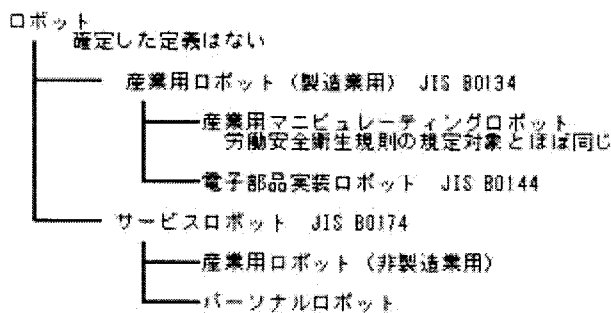 ロボット
確定した定義はない
産業用ロボット（製造業用） JIS B0134
産業用マニピュレーティングロボット
労働安全衛生規則の規定対象とほぼ同じ
電子部品実装ロボット JIS B0144
サービスロボット JIS B0174
産業用ロボット（非製造業用）
パーソナルロボット